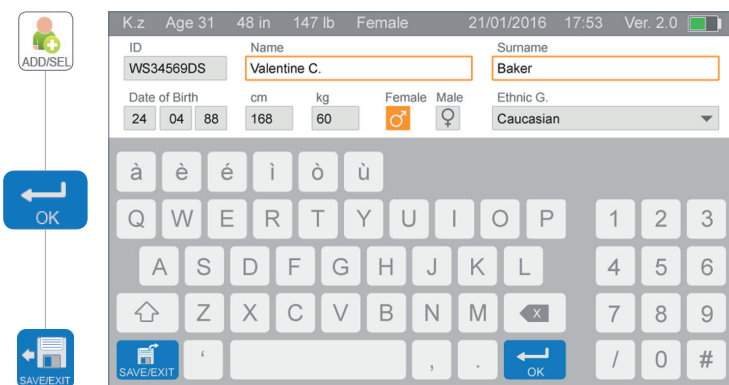 K.z Age 31 48 in 147 lb Female 21/01/2016 17:53 Ver. 2.0
ADD/SEL
ID Name Surname
WS34569DS Valentine C. Baker
Date of Birth cm kg Female Male Ethnic G.
24 04 88 168 60 Caucasian
à è é ì ò ù
OK
Q W E R T Y U I O P 1 2 3
A S D F G H J K L 4 5 6
Z X C V B N M X 7 8 9
SAVE/EXIT ‘ , . OK / 0 #
SAVE/EXIT